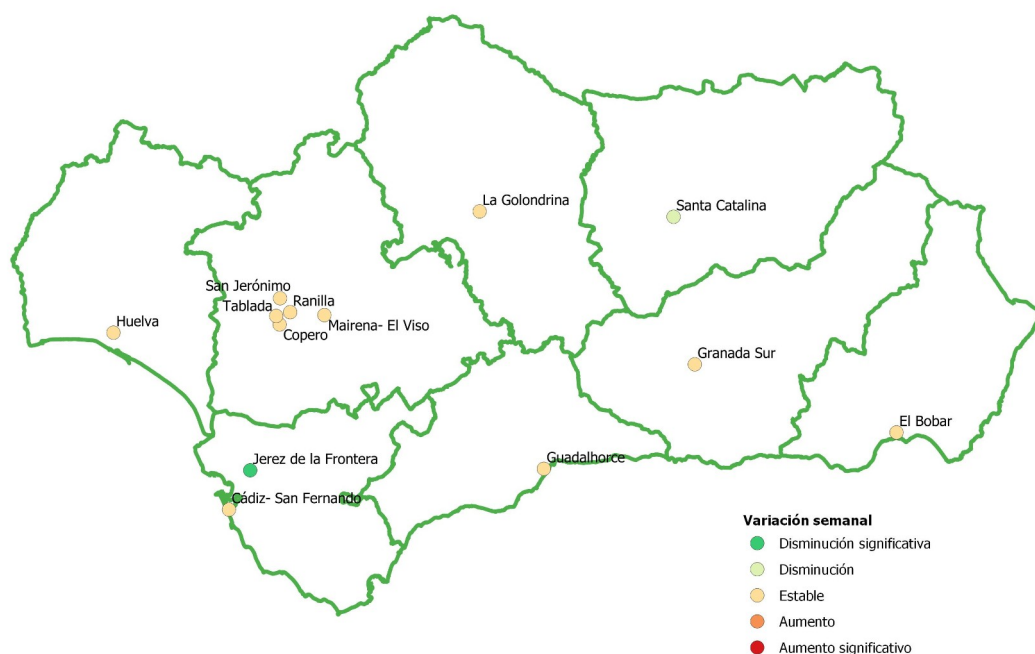 La Golondrina
Santa Catalina
San Jerónimo
Ranilla
Tablada
Mairena- El Viso
Copero
Huelva
Granada Sur
El Bobar
Jerez de la Frontera
Guadalhorce
Cádiz- San Fernando
Variación semanal
Disminución significativa
Disminución
Estable
Aumento
Aumento significativo